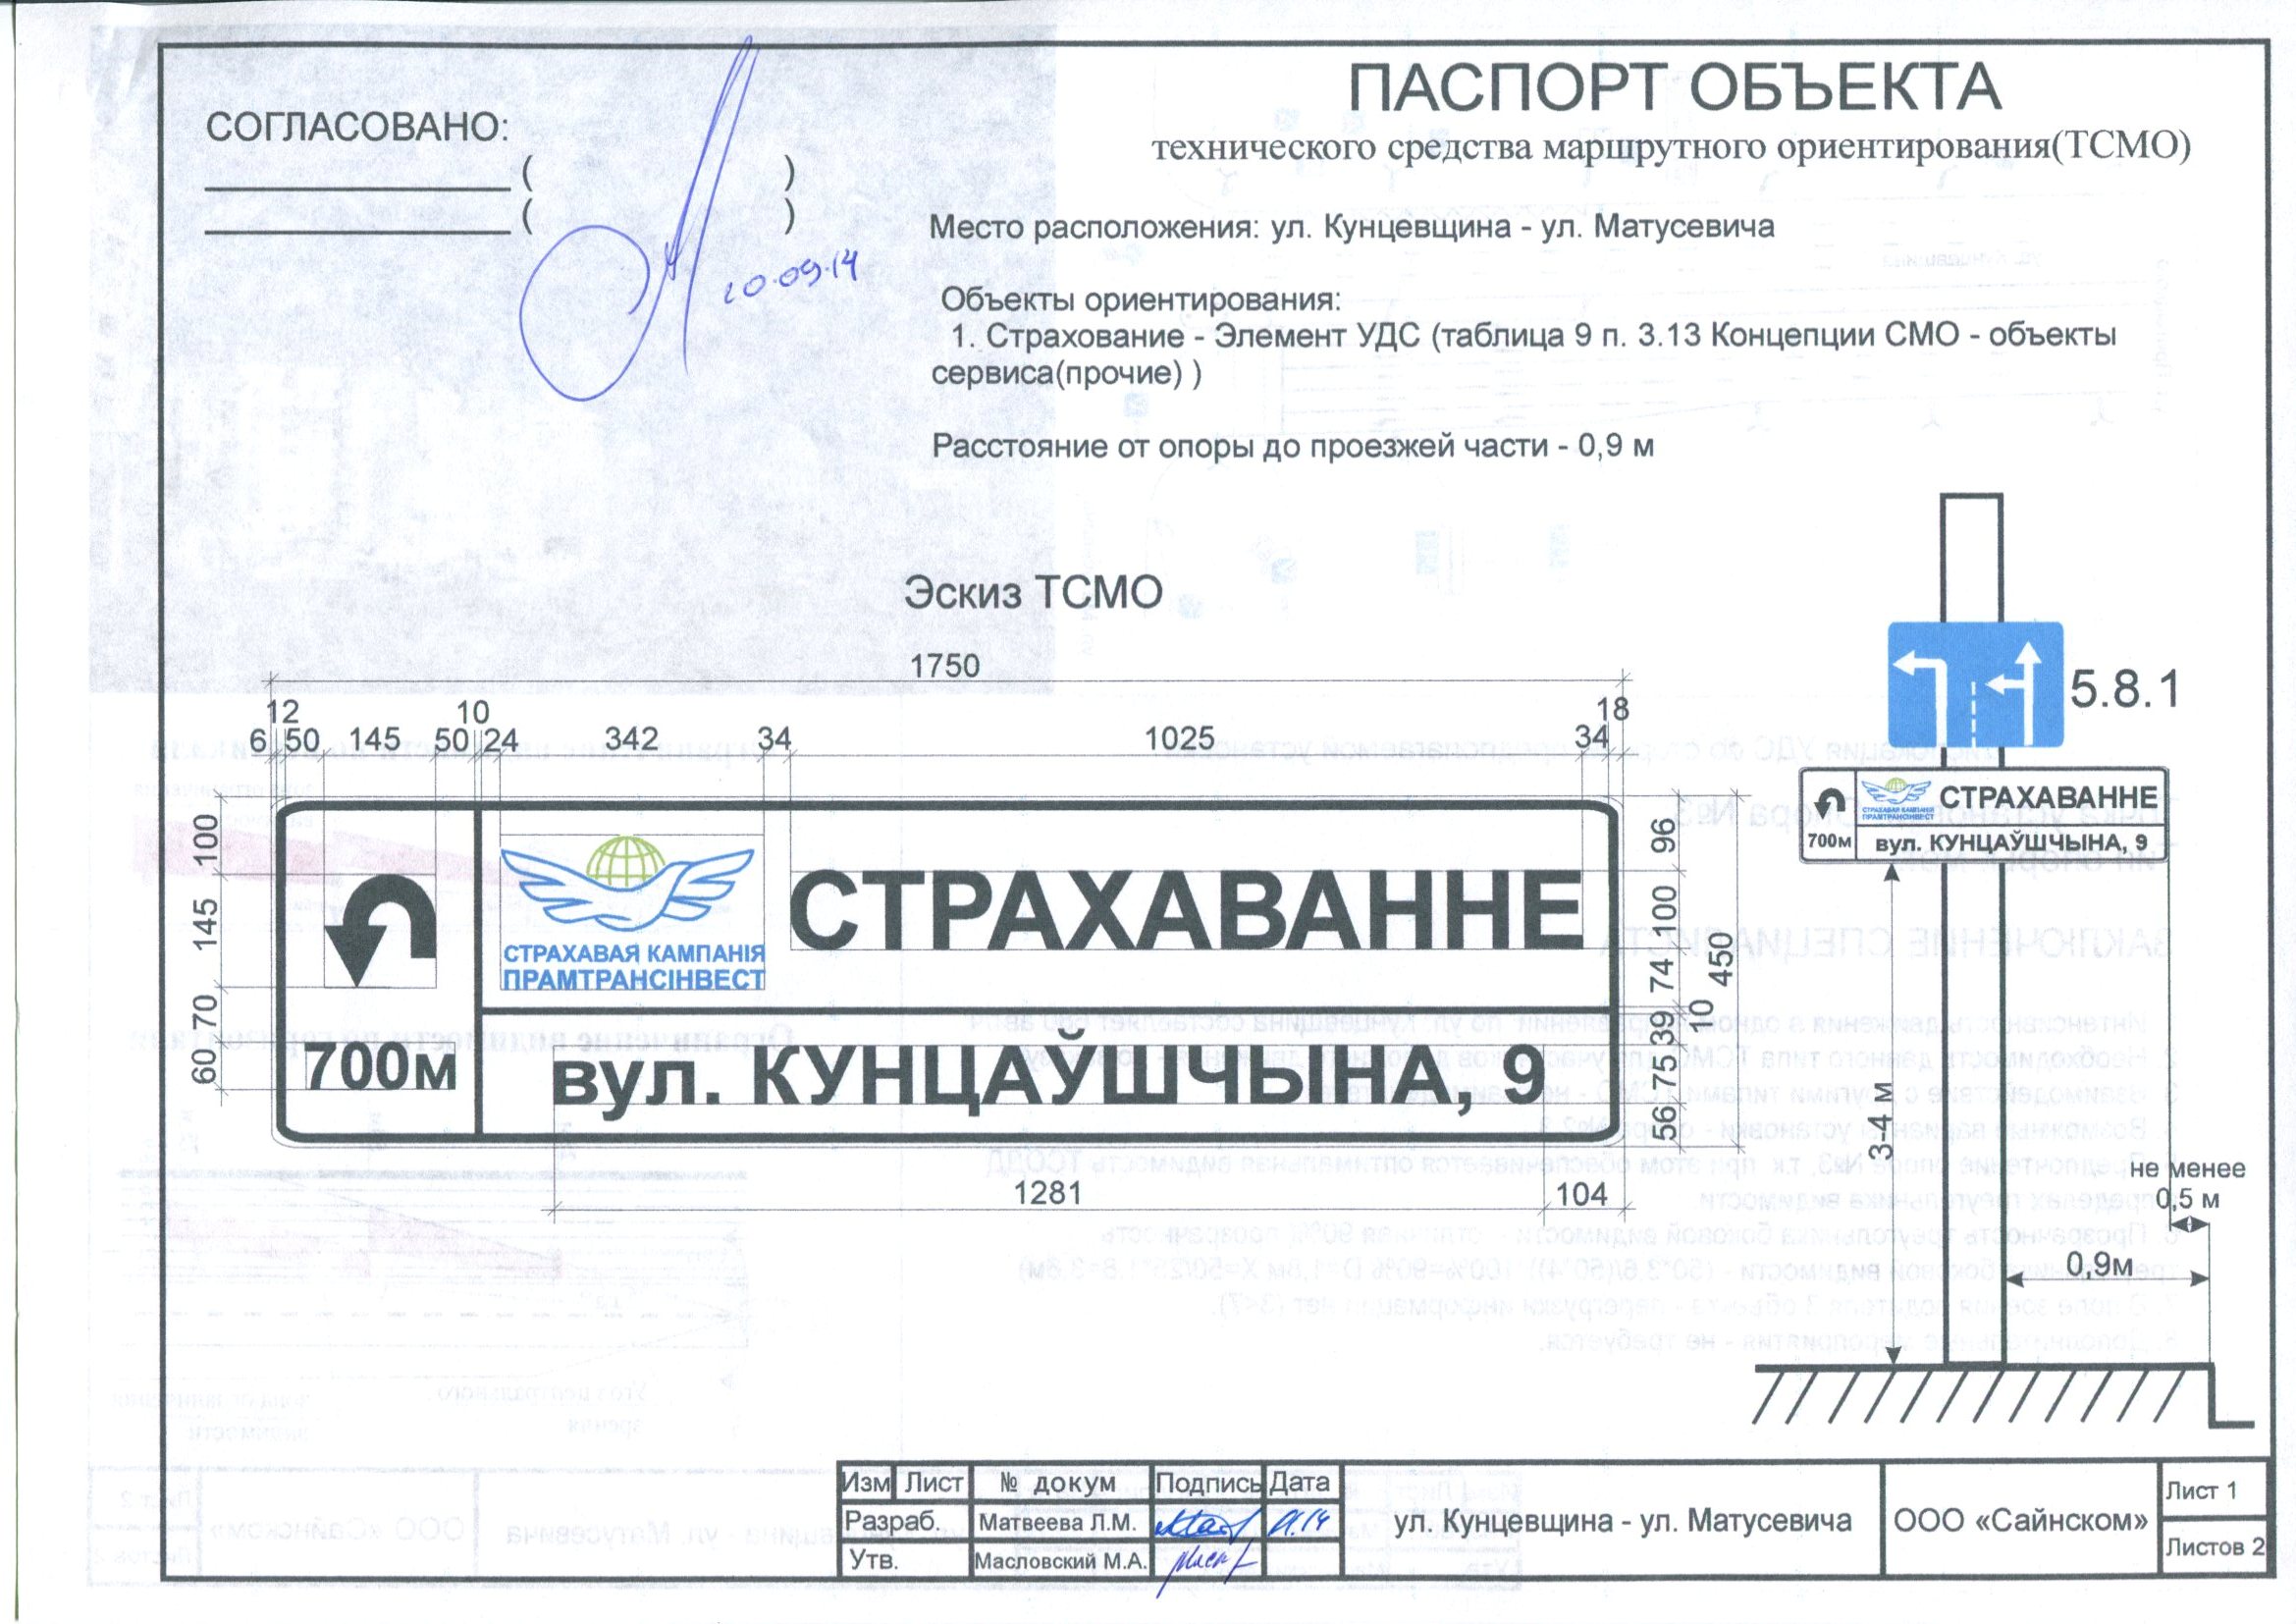 ПАСПОРТ ОБЪЕКТА
технического средства маршрутного ориентирования(ТСМО)
СОГЛАСОВАНО:
( )
( )
20.09.14
Место расположения: ул. Кунцевщина - ул. Матусевича
Объекты ориентирования:
1. Страхование - Элемент УДС (таблица 9 п. 3.13 Концепции СМО - объекты
сервиса(прочие) )
Расстояние от опоры до проезжей части - 0,9 м
Эскиз ТСМО
1750
12 10 18
6 50 145 50 24 342 34 1025 34
100
145
70
60
700м
СТРАХАВАЯ КАМПАНІЯ
ПРАМТРАНСІНВЕСТ
СТРАХАВАННЕ
вул. КУНЦАЎШЧЫНА, 9
96
100
74
10
39
75
56
450
1281 104
5.8.1
700м
СТРАХАВАЯ КАМПАНІЯ
ПРАМТРАНСІНВЕСТ
СТРАХАВАННЕ
вул. КУНЦАЎШЧЫНА, 9
3-4 м
не менее
0,5 м
0,9м
Изм Лист № докум Подпись Дата
Разраб. Матвеева Л.М.
Утв. Масловский М.А.
ул. Кунцевщина - ул. Матусевича
ООО «Сайнском»
Лист 1
Листов 2